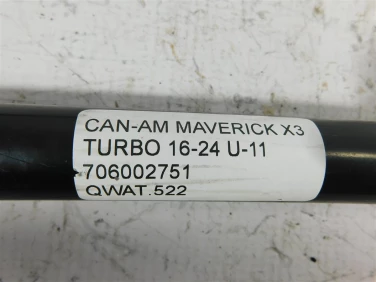 CAN-AM MAVERICK X3
TURBO 16-24 U-11
706002751
QWAT.522